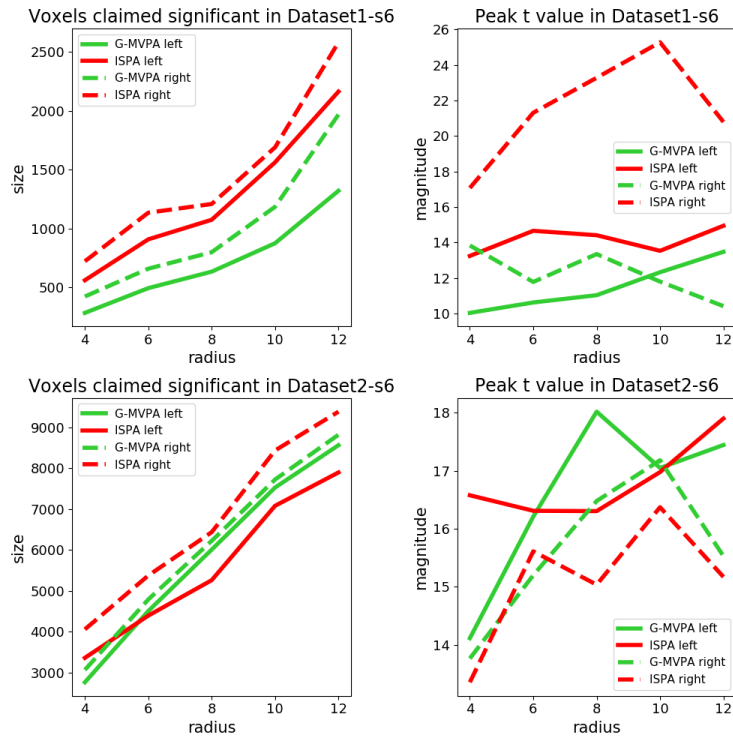 Voxels claimed significant in Dataset1-s6
size
2500
2000
1500
1000
500
G-MVPA left
ISPA left
G-MVPA right
ISPA right
4 6 8 10 12
radius
Peak t value in Dataset1-s6
magnitude
26
24
22
20
18
16
14
12
10
G-MVPA left
ISPA left
G-MVPA right
ISPA right
4 6 8 10 12
radius
Voxels claimed significant in Dataset2-s6
size
9000
8000
7000
6000
5000
4000
3000
G-MVPA left
ISPA left
G-MVPA right
ISPA right
4 6 8 10 12
radius
Peak t value in Dataset2-s6
magnitude
18
17
16
15
14
G-MVPA left
ISPA left
G-MVPA right
ISPA right
4 6 8 10 12
radius